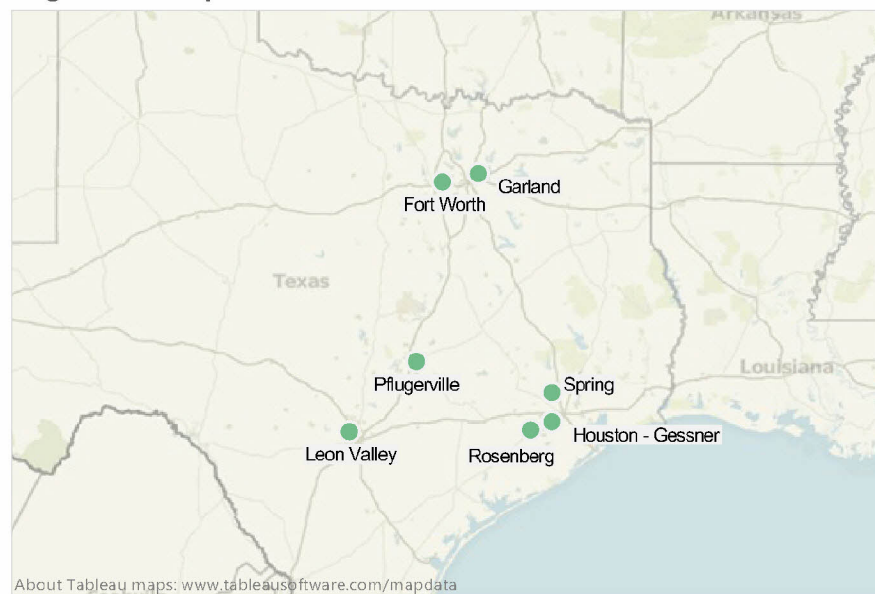 Arkansas
Garland
Fort Worth
Texas
Louisiana
Pflugerville
Spring
Houston - Gessner
Leon Valley
Rosenberg
About Tableau maps: www.tableausoftware.com/mapdata